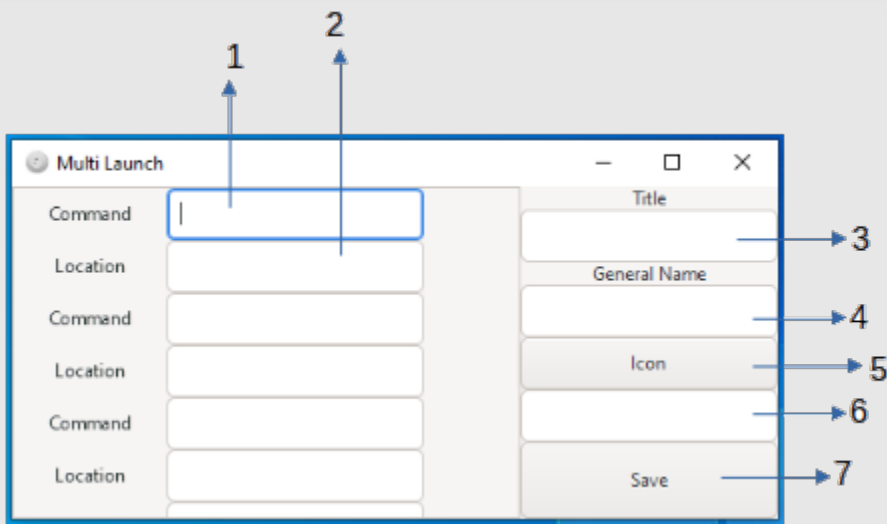 2
1
Multi Launch
Command
Location
Command
Location
Command
Location
Title
3
General Name
4
Icon
5
6
Save
7